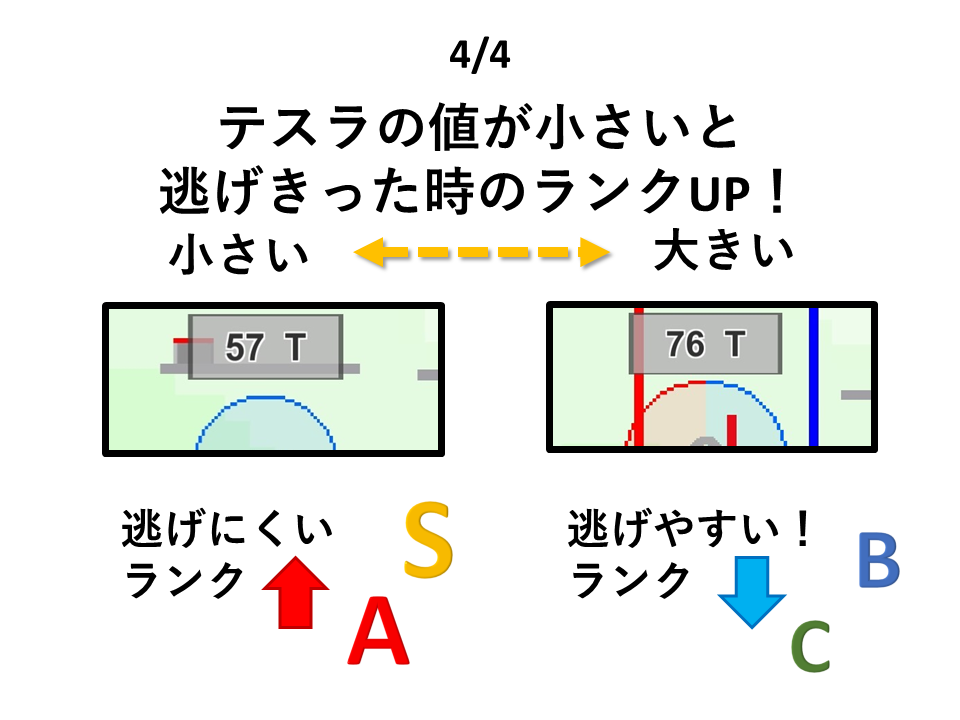 4/4
テスラの値が小さいと
逃げきった時のランクUP！
小さい
大きい
57 T
76 T
逃げにくい
ランク
S
A
逃げやすい！
ランク
B
C